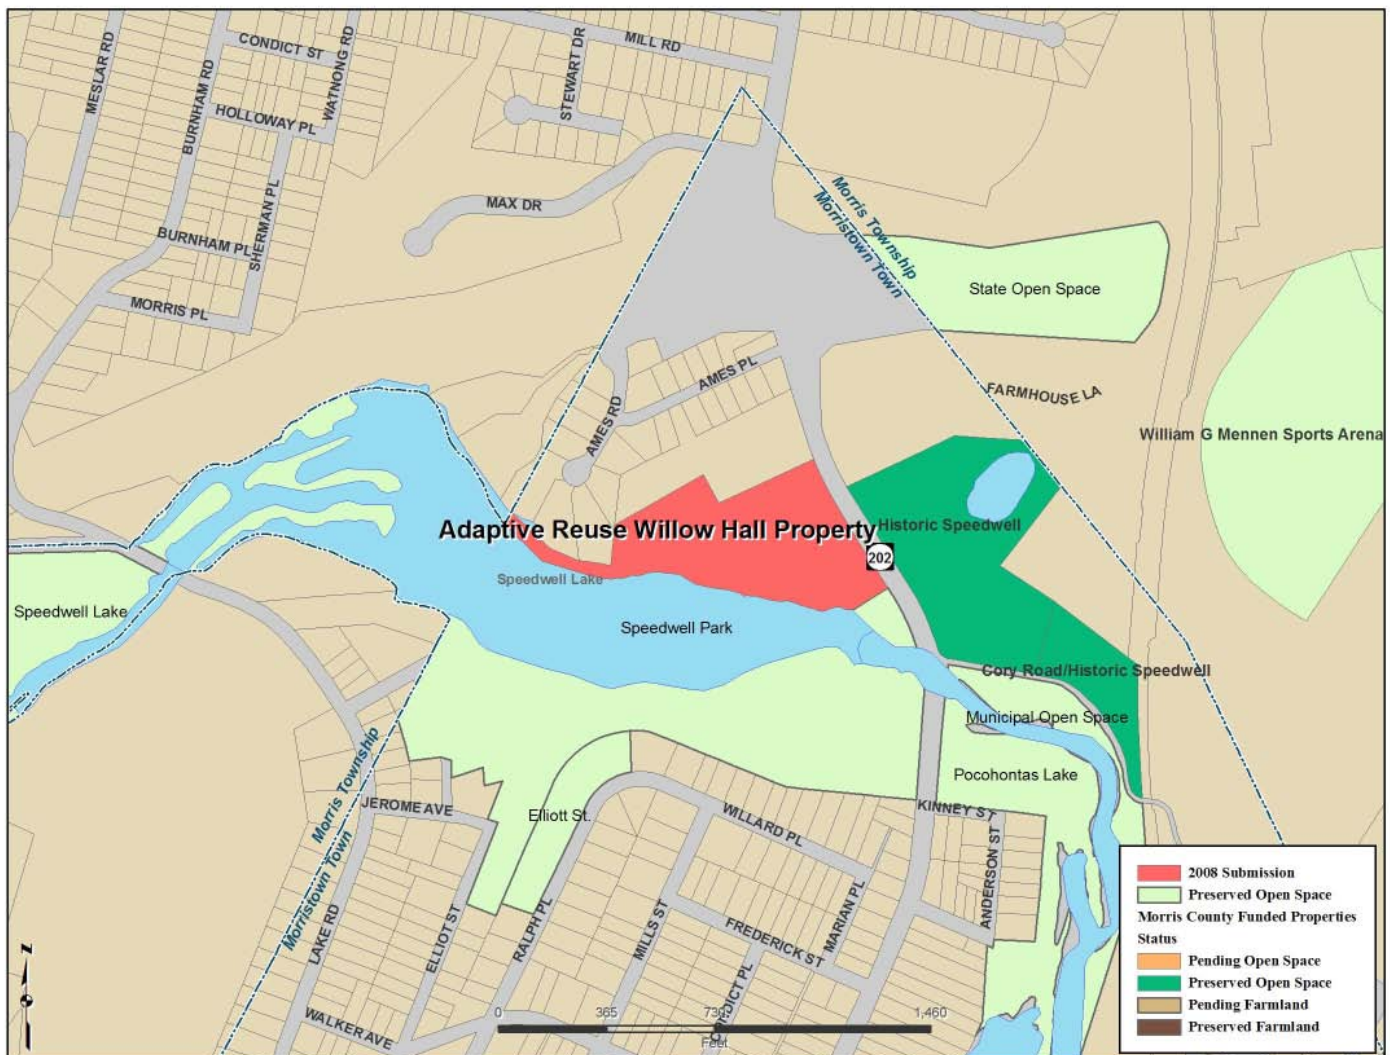 MESLAR RD
BURNHAM RD
CONDICT ST
WATNONG RD
HOLLOWAY PL
STEWART DR
MILL RD
SHERMAN PL
BURNHAM PL
MORRIS PL
MAX DR
Morris Township
Morristown Town
State Open Space
AMES PL
AMES RD
FARMHOUSE LA
William G Mennen Sports Arena
Adaptive Reuse Willow Hall Property
Historic Speedwell
202
Speedwell Lake
Speedwell Lake
Speedwell Park
Cory Road/Historic Speedwell
Municipal Open Space
Pocohontas Lake
Morris Township
Morristown Town
JEROME AVE
Elliott St.
WILLARD PL
KINNEY ST
ANDERSON ST
LAKE RD
ELLIOT ST
RALPH PL
MILLS ST
FREDERICK ST
MARIAN PL
WALKER AVE
CONDICT PL
0 365 730 1,460
Feet
N
2008 Submission
Preserved Open Space
Morris County Funded Properties
Status
Pending Open Space
Preserved Open Space
Pending Farmland
Preserved Farmland